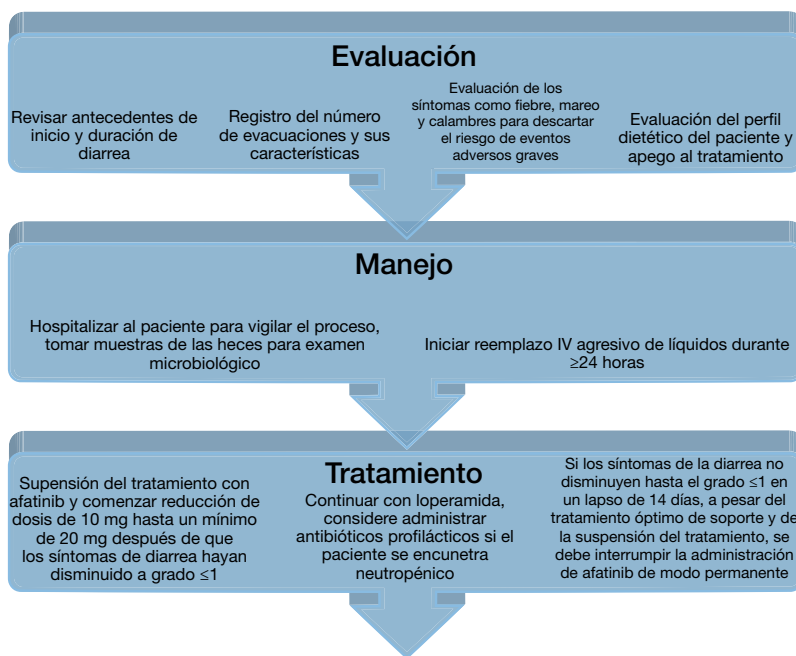 Evaluación
Revisar antecedentes de
inicio y duración de
diarrea
Registro del número
de evacuaciones y sus
características
Evaluación de los
síntomas como fiebre, mareo
y calambres para descartar
el riesgo de eventos
adversos graves
Evaluación del perfil
dietético del paciente y
apego al tratamiento
Manejo
Hospitalizar al paciente para vigilar el proceso,
tomar muestras de las heces para examen
microbiológico
Iniciar reemplazo IV agresivo de líquidos durante
≥24 horas
Tratamiento
Supensión del tratamiento con
afatinib y comenzar reducción de
dosis de 10 mg hasta un mínimo
de 20 mg después de que
los síntomas de diarrea hayan
disminuido a grado ≤1
Continuar con loperamida,
considere administrar
antibióticos profilácticos si el
paciente se encunetra
neutropénico
Si los síntomas de la diarrea no
disminuyen hasta el grado ≤1 en
un lapso de 14 días, a pesar del
tratamiento óptimo de soporte y de
la suspensión del tratamiento, se
debe interrumpir la administración
de afatinib de modo permanente